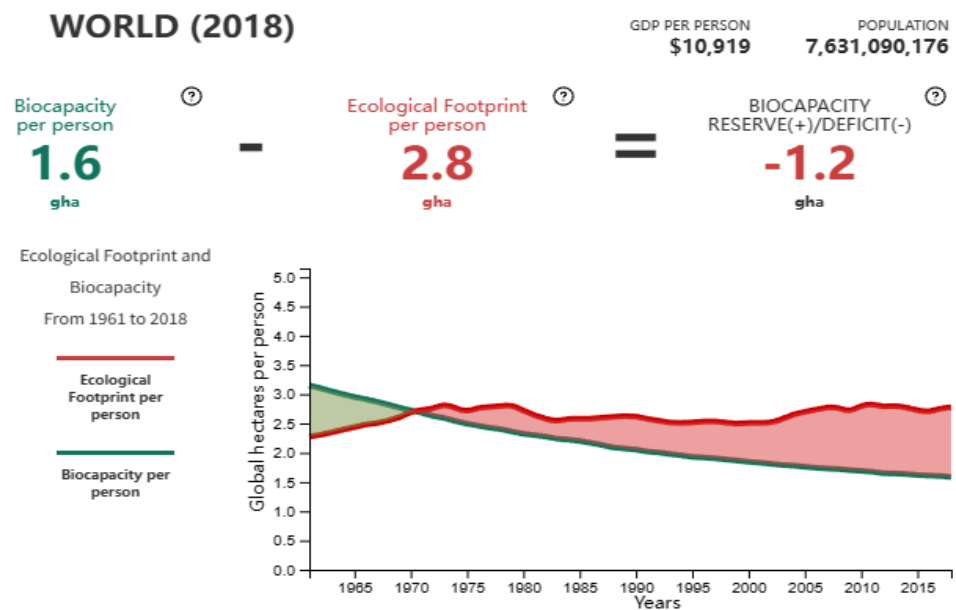 WORLD (2018)
GDP PER PERSON
$10,919
POPULATION
7,631,090,176
Biocapacity
per person
1.6
gha
?
-
Ecological Footprint
per person
2.8
gha
?
=
BIOCAPACITY
RESERVE(+)/DEFICIT(-)
-1.2
gha
?
Ecological Footprint and
Biocapacity
From 1961 to 2018
Ecological
Footprint per
person
Biocapacity per
person
Global hectares per person
5.0
4.5
4.0
3.5
3.0
2.5
2.0
1.5
1.0
0.5
0.0
1965 1970 1975 1980 1985 1990 1995 2000 2005 2010 2015
Years